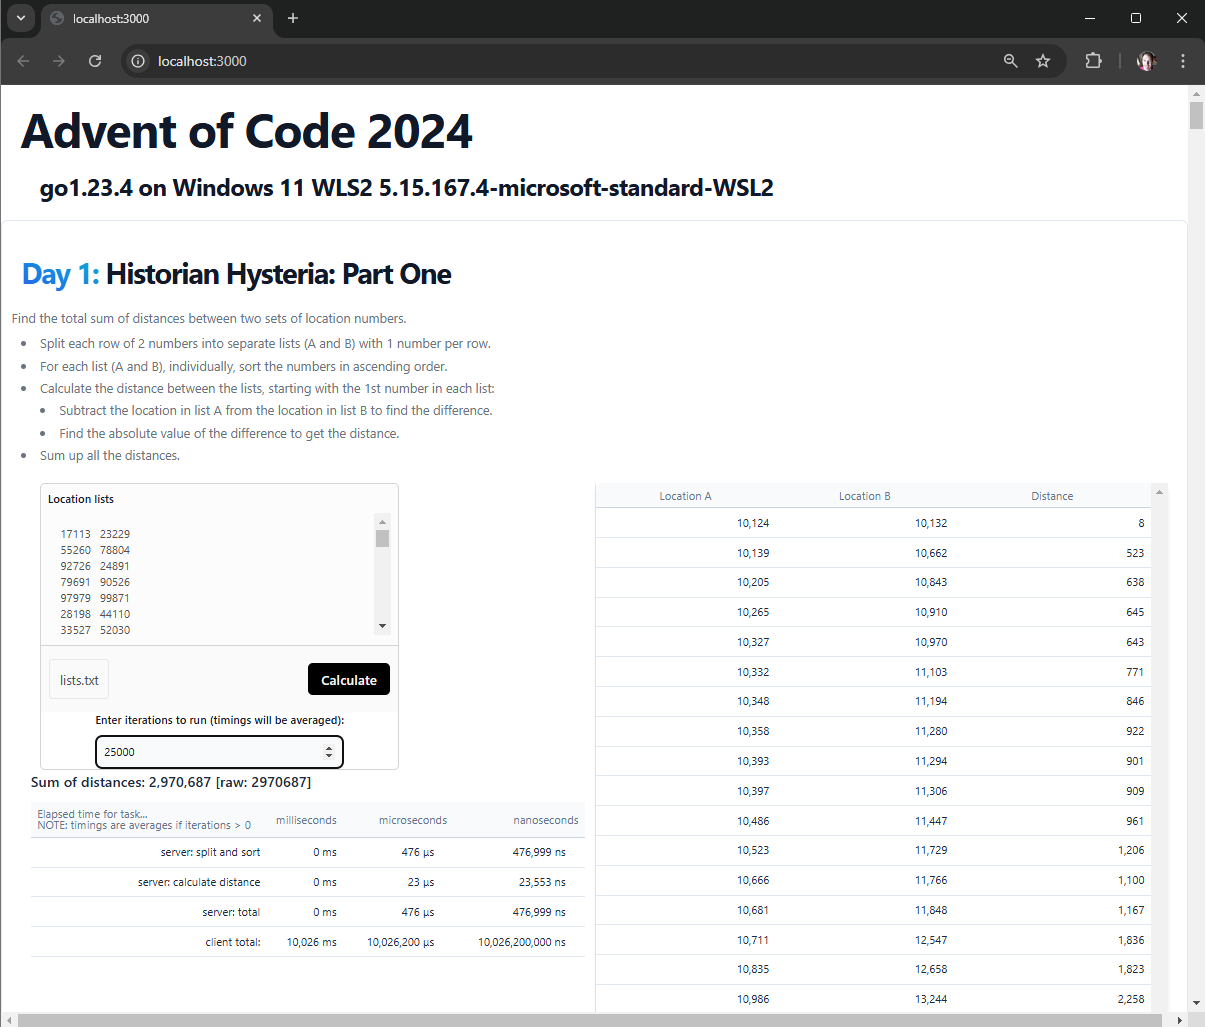 localhost:3000
localhost:3000
Advent of Code 2024
go1.23.4 on Windows 11 WLS2 5.15.167.4-microsoft-standard-WSL2
Day 1: Historian Hysteria: Part One
Find the total sum of distances between two sets of location numbers.
• Split each row of 2 numbers into separate lists (A and B) with 1 number per row.
• For each list (A and B), individually, sort the numbers in ascending order.
• Calculate the distance between the lists, starting with the 1st number in each list:
• Subtract the location in list A from the location in list B to find the difference.
• Find the absolute value of the difference to get the distance.
• Sum up all the distances.
Location lists
17113 23229
55260 78804
92726 24891
79691 90526
97979 99871
28198 44110
33527 52030
lists.txt Calculate
Enter iterations to run (timings will be averaged):
25000
Sum of distances: 2,970,687 [raw: 2970687]
Elapsed time for task...
NOTE: timings are averages if iterations > 0 milliseconds microseconds nanoseconds
server: split and sort 0 ms 476 µs 476,999 ns
server: calculate distance 0 ms 23 µs 23,553 ns
server: total 0 ms 476 µs 476,999 ns
client total: 10,026 ms 10,026,200 µs 10,026,200,000 ns
Location A Location B Distance
10,124 10,132 8
10,139 10,662 523
10,205 10,843 638
10,265 10,910 645
10,327 10,970 643
10,332 11,103 771
10,348 11,194 846
10,358 11,280 922
10,393 11,294 901
10,397 11,306 909
10,486 11,447 961
10,523 11,729 1,206
10,666 11,766 1,100
10,681 11,848 1,167
10,711 12,547 1,836
10,835 12,658 1,823
10,986 13,244 2,258